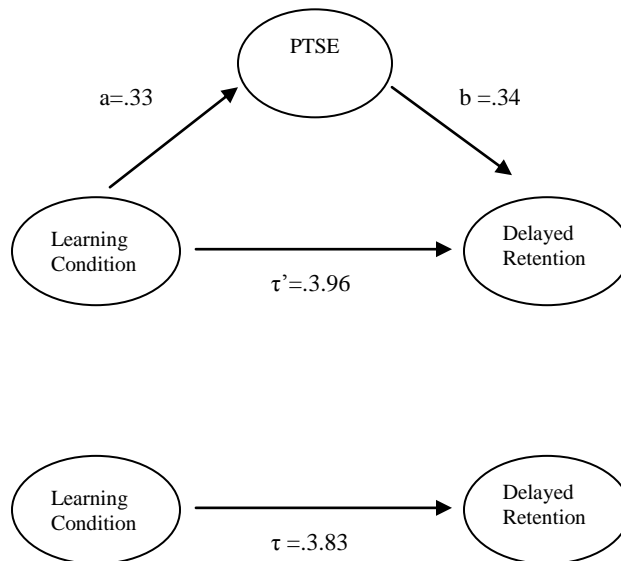 PTSE
a=.33
b =.34
Learning
Condition
Delayed
Retention
τ’=.3.96
Learning
Condition
Delayed
Retention
τ =.3.83